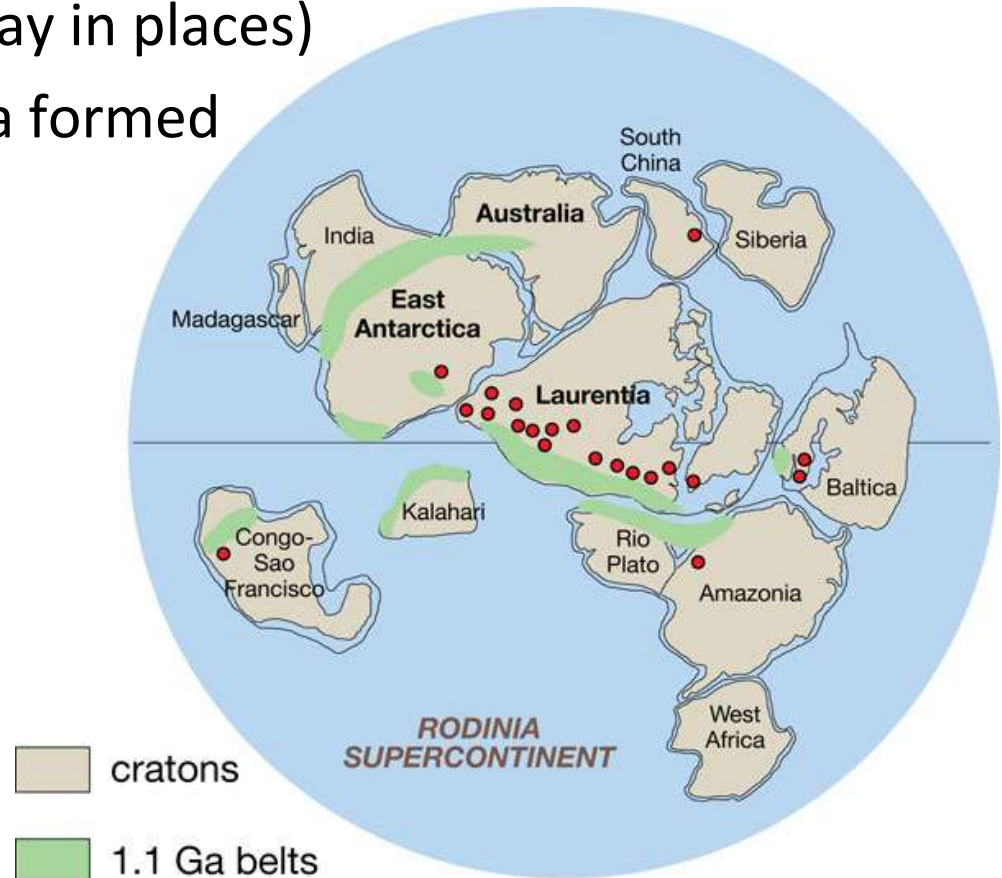 ay in places)
a formed
South
China
Australia
India
Siberia
East
Antarctica
Madagascar
Laurentia
Baltica
Kalahari
Congo-
Sao
Francisco
Rio
Plato
Amazonia
West
Africa
RODINIA
SUPERCONTINENT
cratons
1.1 Ga belts